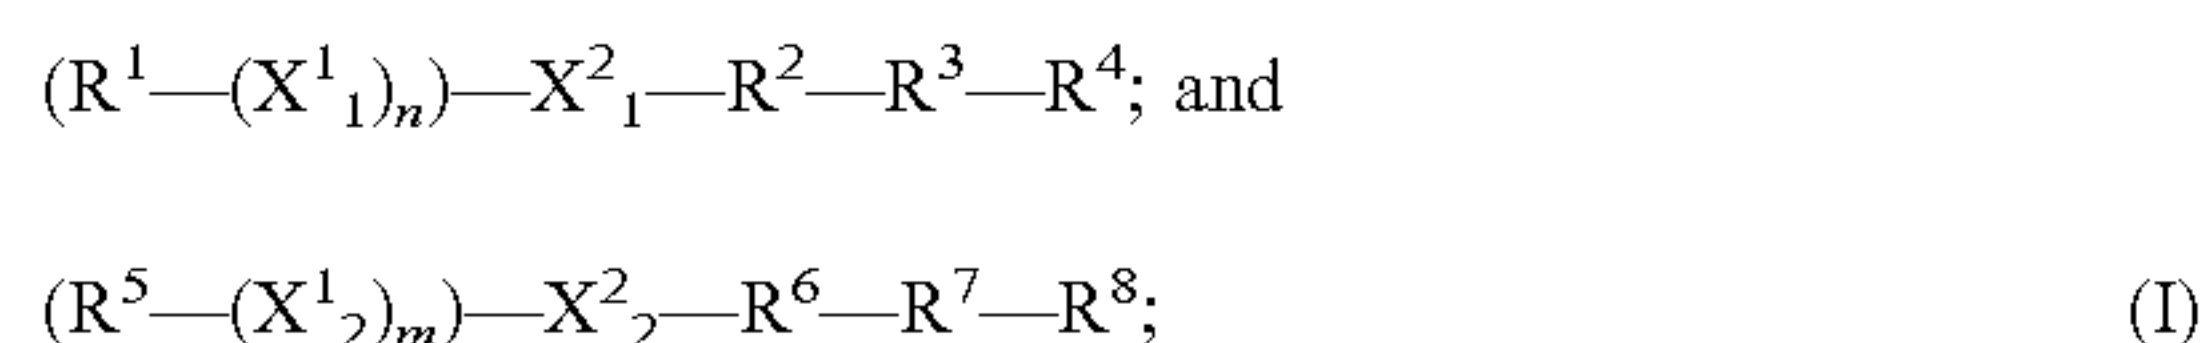 (R¹—(X¹₁)ₙ)—X²₁—R²—R³—R⁴; and
(R⁵—(X¹₂)ₘ)—X²₂—R⁶—R⁷—R⁸; (I)